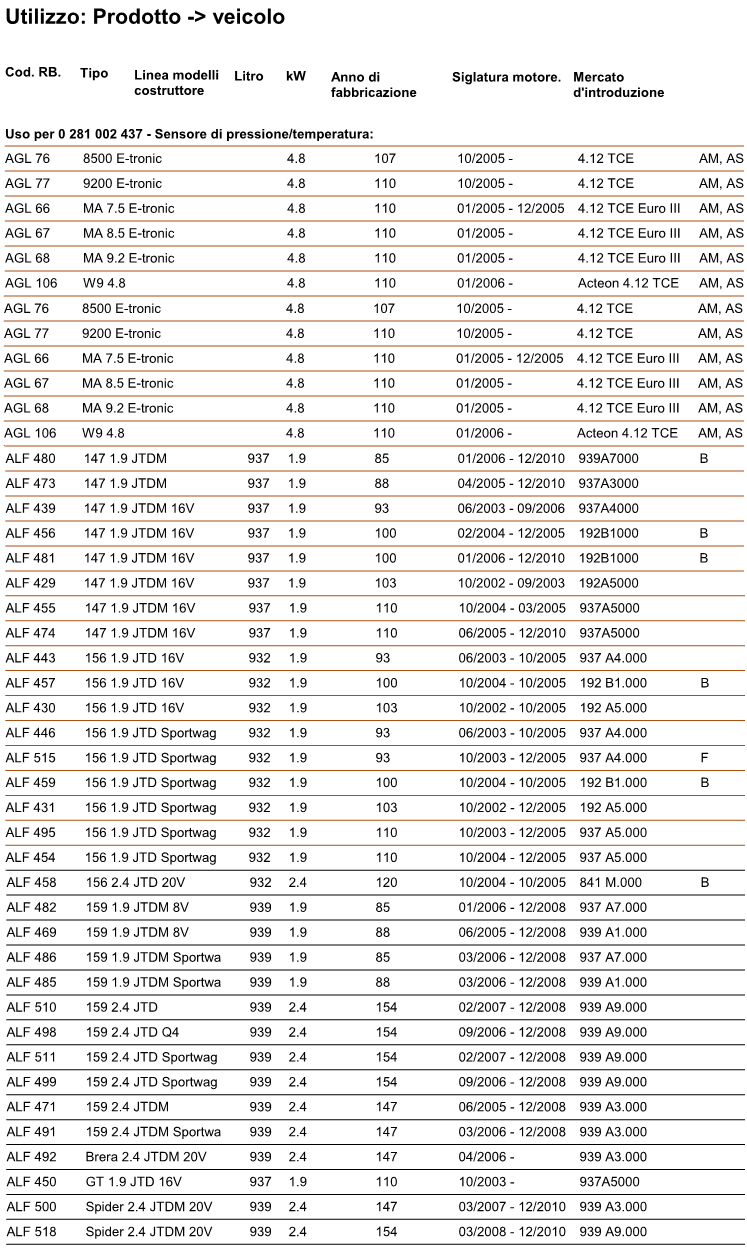 Utilizzo: Prodotto -> veicolo
Cod. RB. Tipo Linea modelli costruttore Litro kW Anno di fabbricazione Siglatura motore. Mercato d'introduzione
Uso per 0 281 002 437 - Sensore di pressione/temperatura:
AGL 76 8500 E-tronic 4.8 107 10/2005 - 4.12 TCE AM, AS
AGL 77 9200 E-tronic 4.8 110 10/2005 - 4.12 TCE AM, AS
AGL 66 MA 7.5 E-tronic 4.8 110 01/2005 - 12/2005 4.12 TCE Euro III AM, AS
AGL 67 MA 8.5 E-tronic 4.8 110 01/2005 - 4.12 TCE Euro III AM, AS
AGL 68 MA 9.2 E-tronic 4.8 110 01/2005 - 4.12 TCE Euro III AM, AS
AGL 106 W9 4.8 4.8 110 01/2006 - Acteon 4.12 TCE AM, AS
AGL 76 8500 E-tronic 4.8 107 10/2005 - 4.12 TCE AM, AS
AGL 77 9200 E-tronic 4.8 110 10/2005 - 4.12 TCE AM, AS
AGL 66 MA 7.5 E-tronic 4.8 110 01/2005 - 12/2005 4.12 TCE Euro III AM, AS
AGL 67 MA 8.5 E-tronic 4.8 110 01/2005 - 4.12 TCE Euro III AM, AS
AGL 68 MA 9.2 E-tronic 4.8 110 01/2005 - 4.12 TCE Euro III AM, AS
AGL 106 W9 4.8 4.8 110 01/2006 - Acteon 4.12 TCE AM, AS
ALF 480 147 1.9 JTDM 937 1.9 85 01/2006 - 12/2010 939A7000 B
ALF 473 147 1.9 JTDM 937 1.9 88 04/2005 - 12/2010 937A3000
ALF 439 147 1.9 JTDM 16V 937 1.9 93 06/2003 - 09/2006 937A4000
ALF 456 147 1.9 JTDM 16V 937 1.9 100 02/2004 - 12/2005 192B1000 B
ALF 481 147 1.9 JTDM 16V 937 1.9 100 01/2006 - 12/2010 192B1000 B
ALF 429 147 1.9 JTDM 16V 937 1.9 103 10/2002 - 09/2003 192A5000
ALF 455 147 1.9 JTDM 16V 937 1.9 110 10/2004 - 03/2005 937A5000
ALF 474 147 1.9 JTDM 16V 937 1.9 110 06/2005 - 12/2010 937A5000
ALF 443 156 1.9 JTD 16V 932 1.9 93 06/2003 - 10/2005 937 A4.000
ALF 457 156 1.9 JTD 16V 932 1.9 100 10/2004 - 10/2005 192 B1.000 B
ALF 430 156 1.9 JTD 16V 932 1.9 103 10/2002 - 10/2005 192 A5.000
ALF 446 156 1.9 JTD Sportwag 932 1.9 93 06/2003 - 10/2005 937 A4.000
ALF 515 156 1.9 JTD Sportwag 932 1.9 93 10/2003 - 12/2005 937 A4.000 F
ALF 459 156 1.9 JTD Sportwag 932 1.9 100 10/2004 - 10/2005 192 B1.000 B
ALF 431 156 1.9 JTD Sportwag 932 1.9 103 10/2002 - 12/2005 192 A5.000
ALF 495 156 1.9 JTD Sportwag 932 1.9 110 10/2003 - 12/2005 937 A5.000
ALF 454 156 1.9 JTD Sportwag 932 1.9 110 10/2004 - 12/2005 937 A5.000
ALF 458 156 2.4 JTD 20V 932 2.4 120 10/2004 - 10/2005 841 M.000 B
ALF 482 159 1.9 JTDM 8V 939 1.9 85 01/2006 - 12/2008 937 A7.000
ALF 469 159 1.9 JTDM 8V 939 1.9 88 06/2005 - 12/2008 939 A1.000
ALF 486 159 1.9 JTDM Sportwa 939 1.9 85 03/2006 - 12/2008 937 A7.000
ALF 485 159 1.9 JTDM Sportwa 939 1.9 88 03/2006 - 12/2008 939 A1.000
ALF 510 159 2.4 JTD 939 2.4 154 02/2007 - 12/2008 939 A9.000
ALF 498 159 2.4 JTD Q4 939 2.4 154 09/2006 - 12/2008 939 A9.000
ALF 511 159 2.4 JTD Sportwag 939 2.4 154 02/2007 - 12/2008 939 A9.000
ALF 499 159 2.4 JTD Sportwag 939 2.4 154 09/2006 - 12/2008 939 A9.000
ALF 471 159 2.4 JTDM 939 2.4 147 06/2005 - 12/2008 939 A3.000
ALF 491 159 2.4 JTDM Sportwa 939 2.4 147 03/2006 - 12/2008 939 A3.000
ALF 492 Brera 2.4 JTDM 20V 939 2.4 147 04/2006 - 939 A3.000
ALF 450 GT 1.9 JTD 16V 937 1.9 110 10/2003 - 937A5000
ALF 500 Spider 2.4 JTDM 20V 939 2.4 147 03/2007 - 12/2010 939 A3.000
ALF 518 Spider 2.4 JTDM 20V 939 2.4 154 03/2008 - 12/2010 939 A9.000